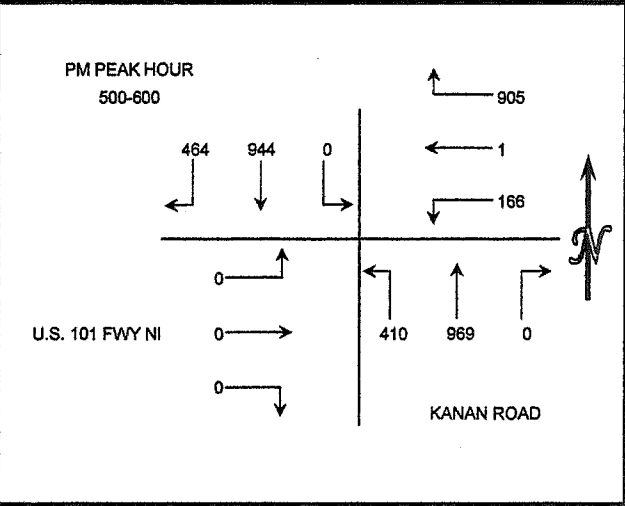 PM PEAK HOUR
500-600
464 944 0
905
1
166
N
0
U.S. 101 FWY NI 0
0
410 969 0
KANAN ROAD